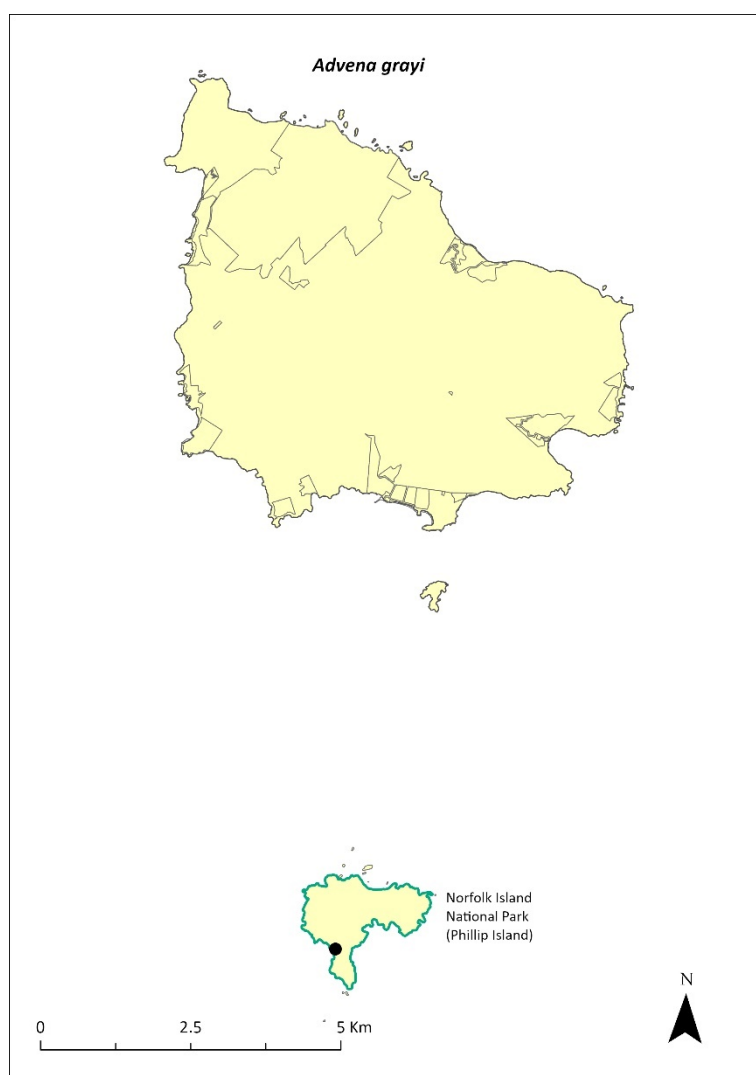 Advena grayi
Norfolk Island
National Park
(Phillip Island)
N
0 2.5 5 Km